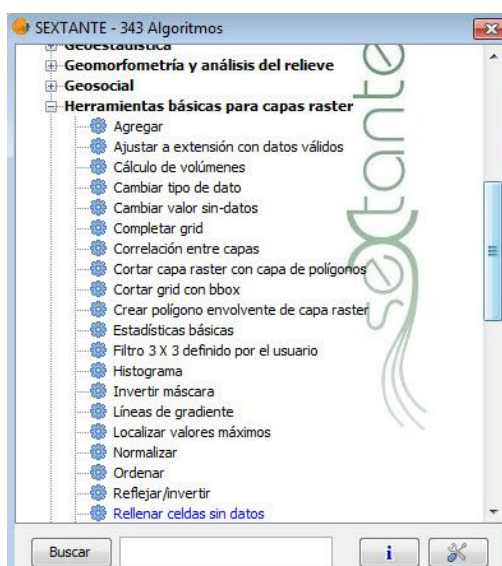 SEXTANTE - 343 Algoritmos
Geoestadística
Geomorfometría y análisis del relieve
Geosocial
Herramientas básicas para capas raster
Agregar
Ajustar a extensión con datos válidos
Cálculo de volúmenes
Cambiar tipo de dato
Cambiar valor sin-datos
Completar grid
Correlación entre capas
Cortar capa raster con capa de polígonos
Cortar grid con bbox
Crear polígono envolvente de capa raster
Estadísticas básicas
Filtro 3 X 3 definido por el usuario
Histograma
Invertir máscara
Líneas de gradiente
Localizar valores máximos
Normalizar
Ordenar
Reflejar/invertir
Rellenar celdas sin datos
sextante
Buscar
i